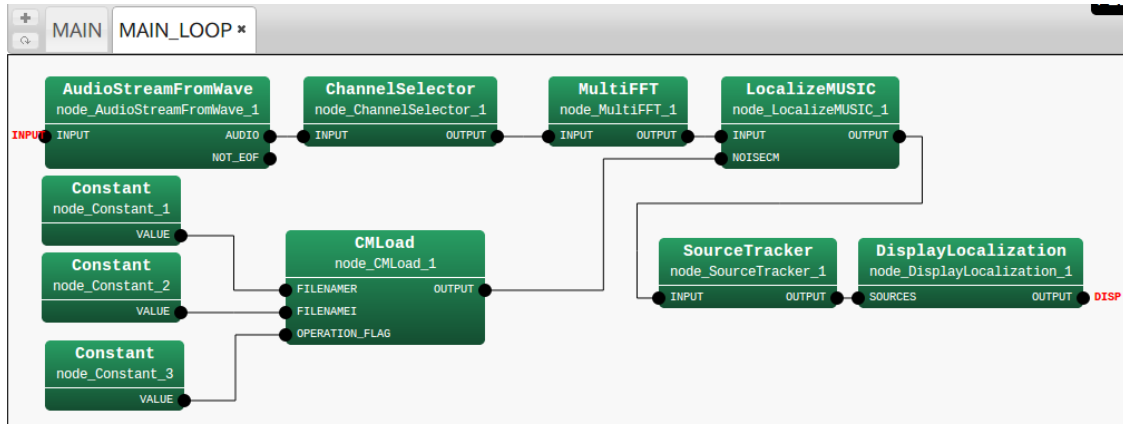 MAIN
MAIN_LOOP ×
AudioStreamFromWave
node_AudioStreamFromWave_1
INPUT
INPUT
AUDIO
NOT_EOF
ChannelSelector
node_ChannelSelector_1
INPUT
OUTPUT
MultiFFT
node_MultiFFT_1
INPUT
OUTPUT
LocalizeMUSIC
node_LocalizeMUSIC_1
INPUT
OUTPUT
NOISECM
Constant
node_Constant_1
VALUE
Constant
node_Constant_2
VALUE
Constant
node_Constant_3
VALUE
CMLoad
node_CMLoad_1
FILENAMER
OUTPUT
FILENAMEI
OPERATION_FLAG
SourceTracker
node_SourceTracker_1
INPUT
OUTPUT
DisplayLocalization
node_DisplayLocalization_1
SOURCES
OUTPUT
DISP